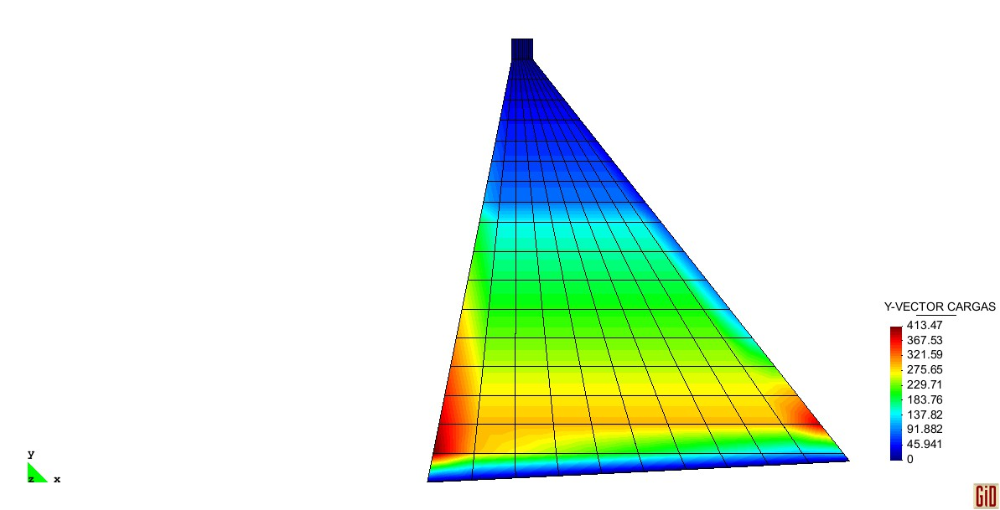 Y-VECTOR CARGAS
413.47
367.53
321.59
275.65
229.71
183.76
137.82
91.882
45.941
0
y
z x
GiD